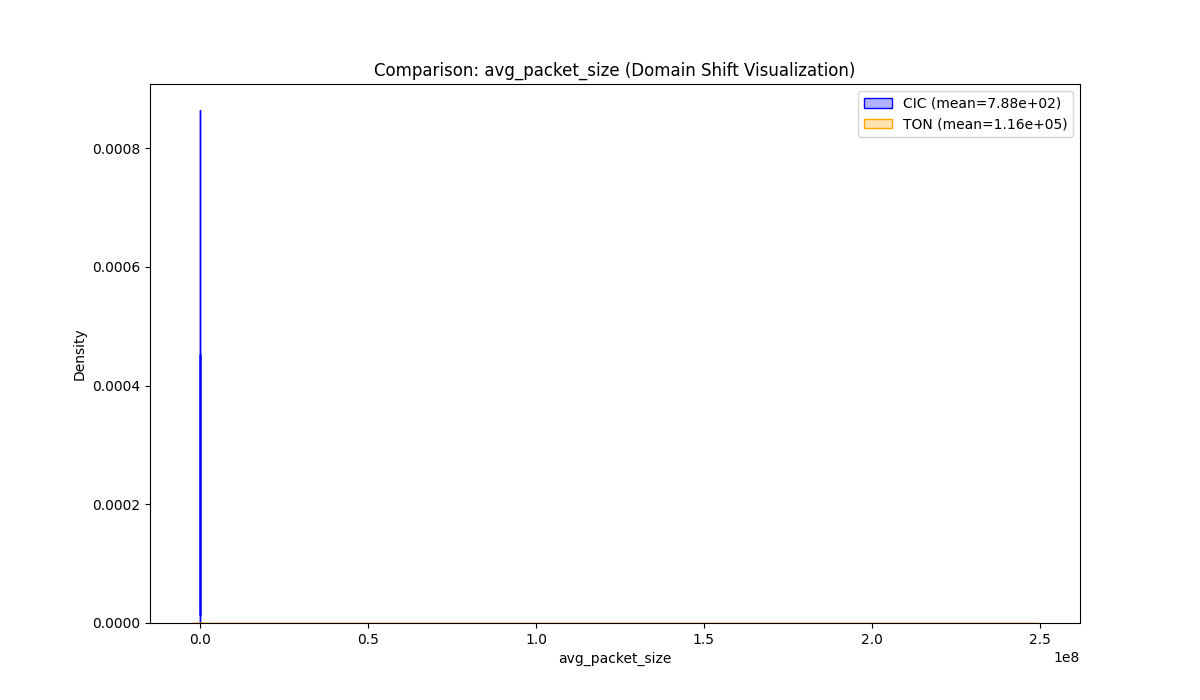 Comparison: avg_packet_size (Domain Shift Visualization)
CIC (mean=7.88e+02)
TON (mean=1.16e+05)
0.0008
0.0006
0.0004
0.0002
0.0000
Density
0.0 0.5 1.0 1.5 2.0 2.5
1e8
avg_packet_size